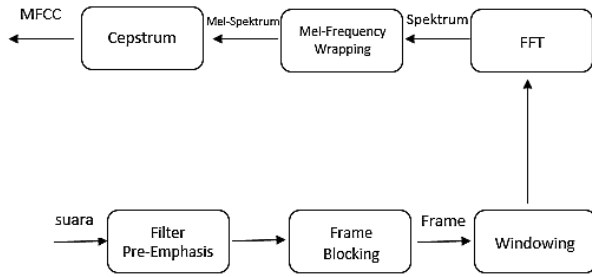 MFCC
Cepstrum
Mel-Spektrum
Mel-Frequency
Wrapping
Spektrum
FFT
suara
Filter
Pre-Emphasis
Frame
Blocking
Frame
Windowing